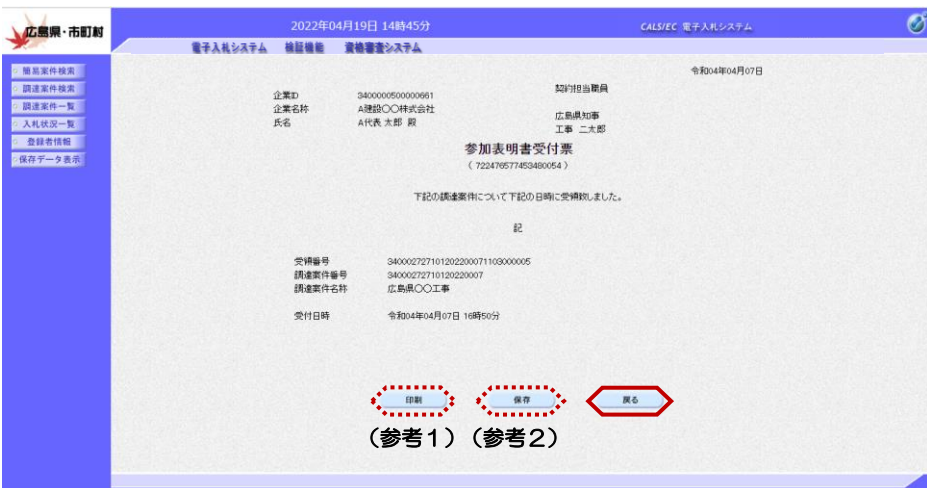 広島県・市町村
2022年04月19日 14時45分
CALS/EC 電子入札システム
電子入札システム 検証機能 資格審査システム
簡易案件検索
調達案件検索
調達案件一覧
入札状況一覧
登録者情報
保存データ表示
令和04年04月07日
企業ID 3400000500000661
企業名称 A建設〇〇株式会社
氏名 A代表 太郎 殿
契約担当職員
広島県知事
工事 二太郎
参加表明書受付票
(722476577453480054)
下記の調達案件について下記の日時に受領致しました。
記
受領番号 340002727101202200071103000005
調達案件番号 34000272710120220007
調達案件名称 広島県〇〇工事
受付日時 令和04年04月07日 16時50分
印刷 保存 戻る
(参考1) (参考2)